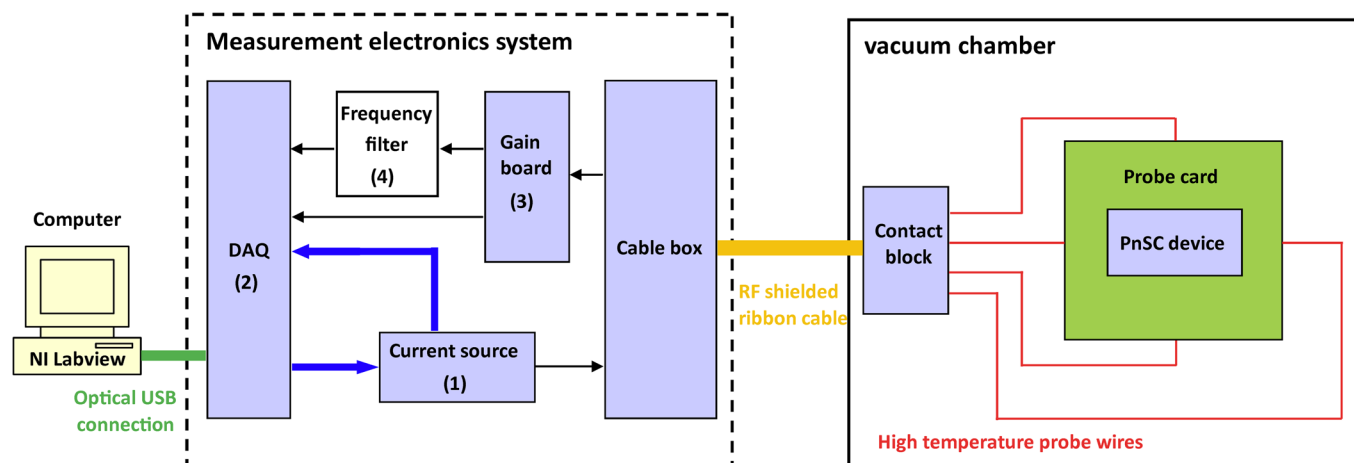 Measurement electronics system
vacuum chamber
Frequency
filter
(4)
Gain
board
(3)
Probe card
Computer
DAQ
(2)
Cable box
Contact
block
PnSC device
RF shielded
ribbon cable
NI Labview
Current source
(1)
Optical USB
connection
High temperature probe wires